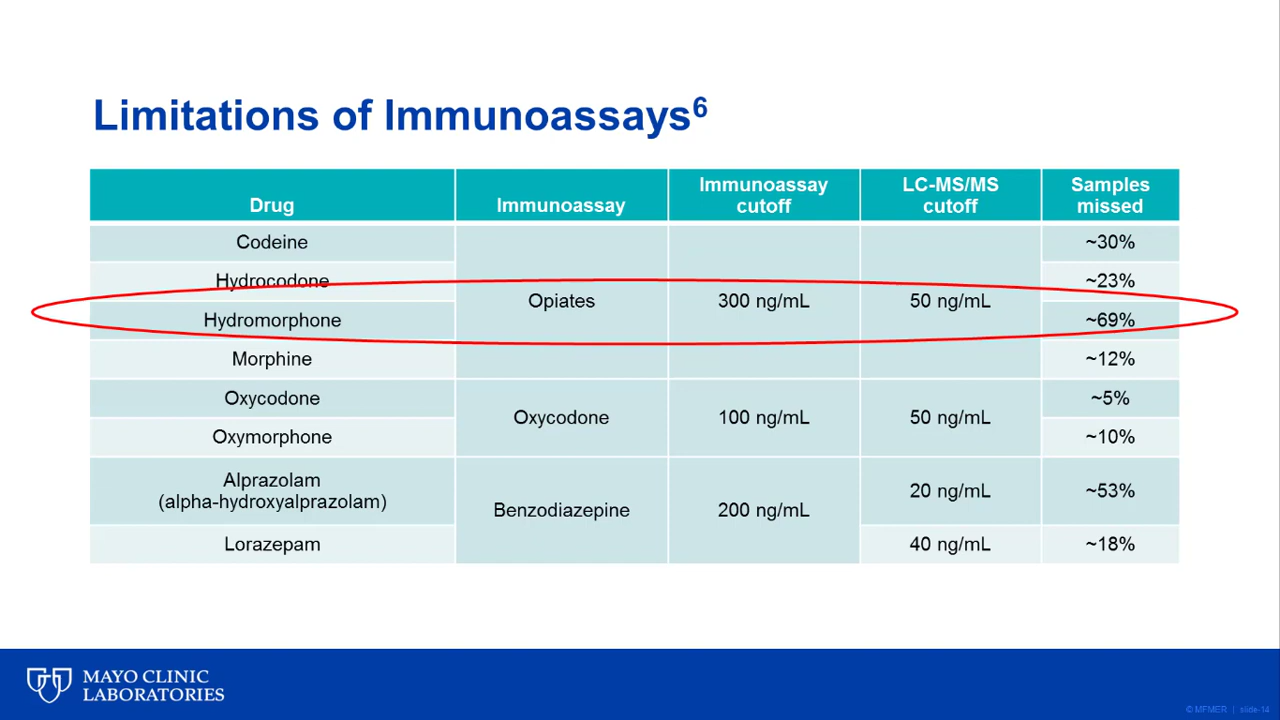 Limitations of Immunoassays6
Drug Immunoassay Immunoassay cutoff LC-MS/MS cutoff Samples missed
Codeine ~30%
Hydrocodone ~23%
Opiates 300 ng/mL 50 ng/mL
Hydromorphone ~69%
Morphine ~12%
Oxycodone ~5%
Oxycodone 100 ng/mL 50 ng/mL
Oxymorphone ~10%
Alprazolam
(alpha-hydroxyalprazolam) 20 ng/mL ~53%
Benzodiazepine 200 ng/mL
Lorazepam 40 ng/mL ~18%
MAYO CLINIC
LABORATORIES
© MFMER | slide-14